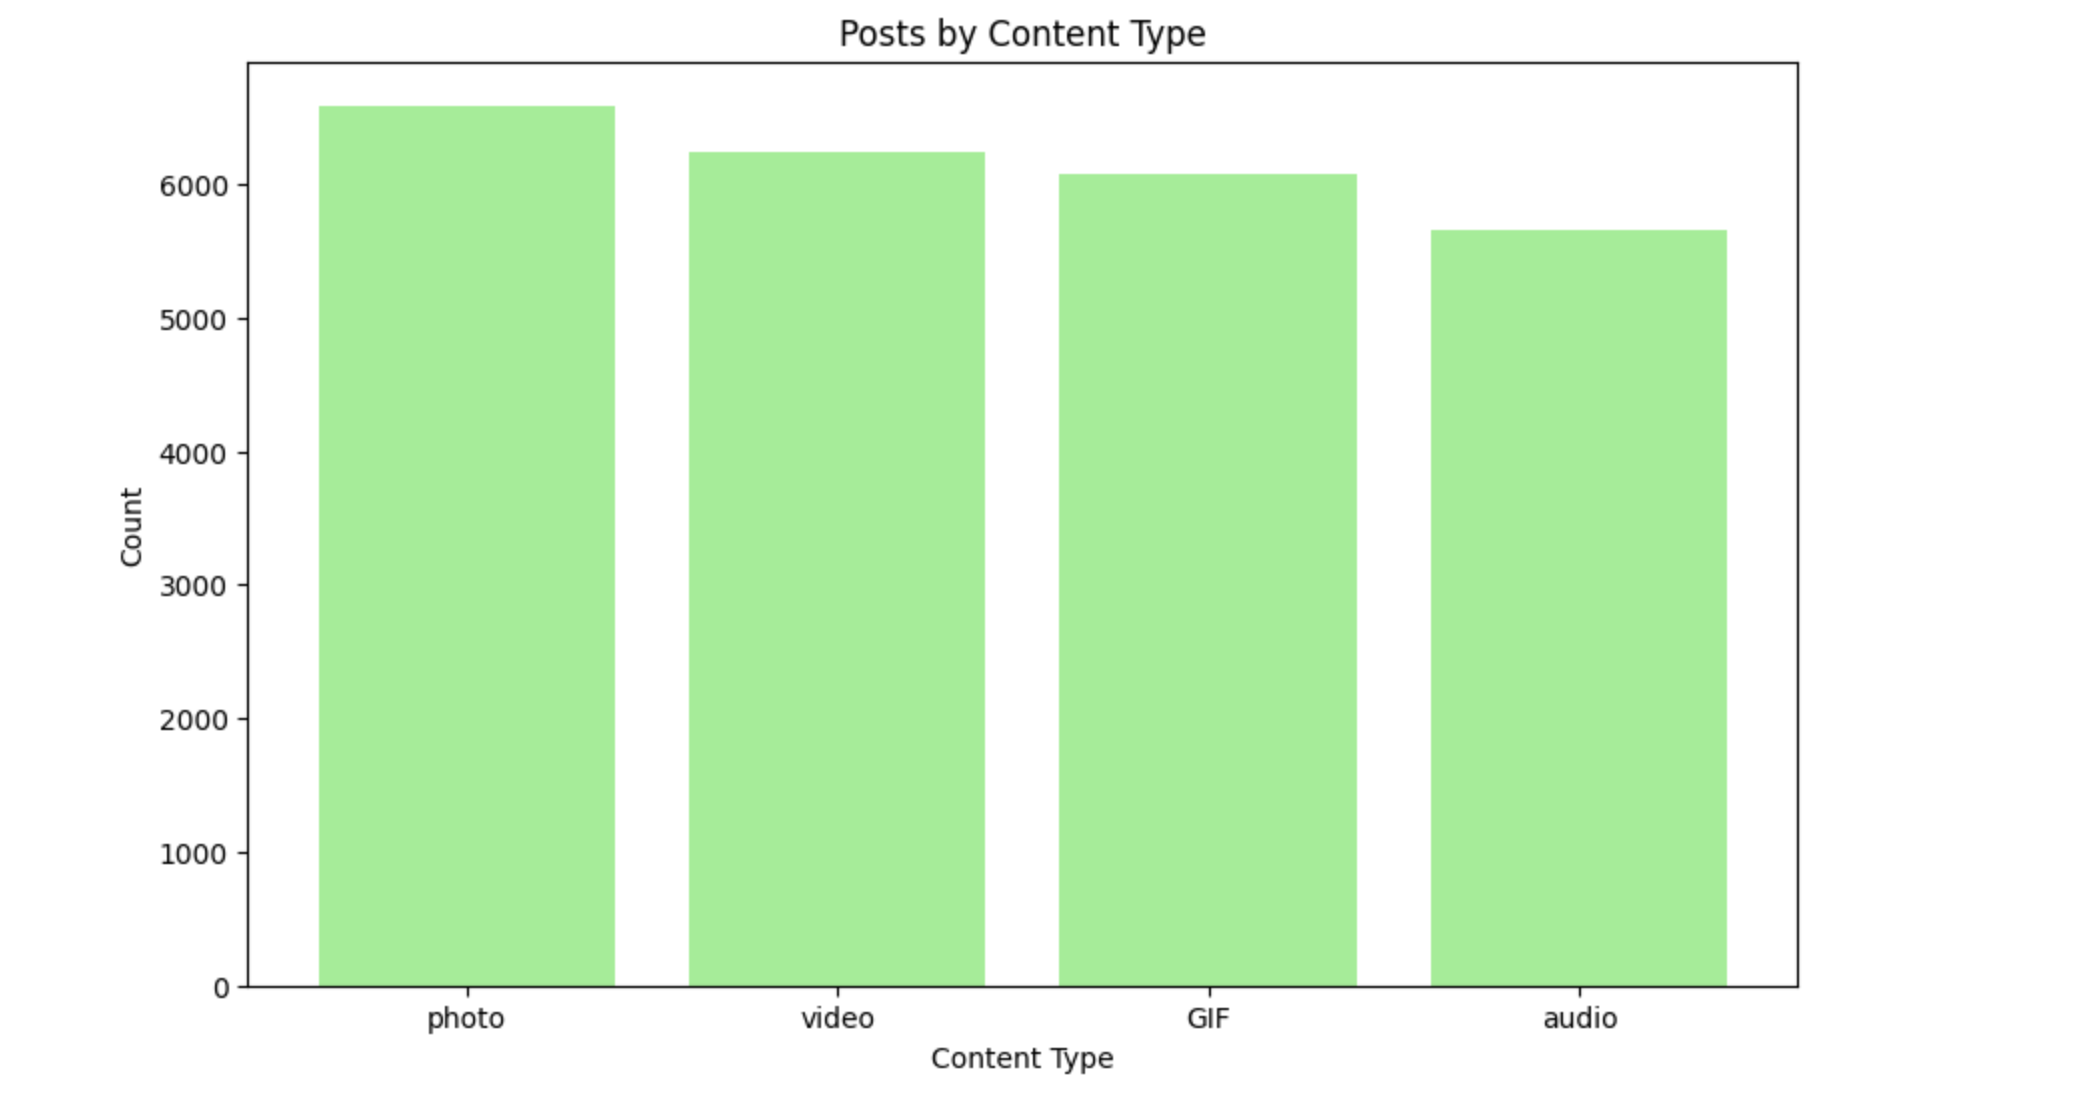 Posts by Content Type
6000
5000
4000
3000
2000
1000
0
Count
photo video GIF audio
Content Type